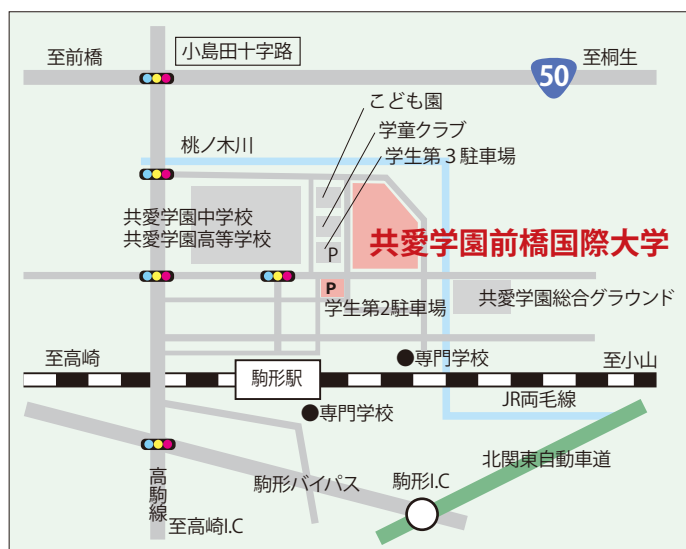 至前橋
小島田十字路
50
至桐生
こども園
学童クラブ
学生第３駐車場
桃ノ木川
共愛学園中学校
共愛学園高等学校
P
共愛学園前橋国際大学
P
学生第2駐車場
共愛学園総合グラウンド
至高崎
駒形駅
専門学校
至小山
専門学校
JR両毛線
高駒線
駒形バイパス
駒形I.C
北関東自動車道
至高崎I.C